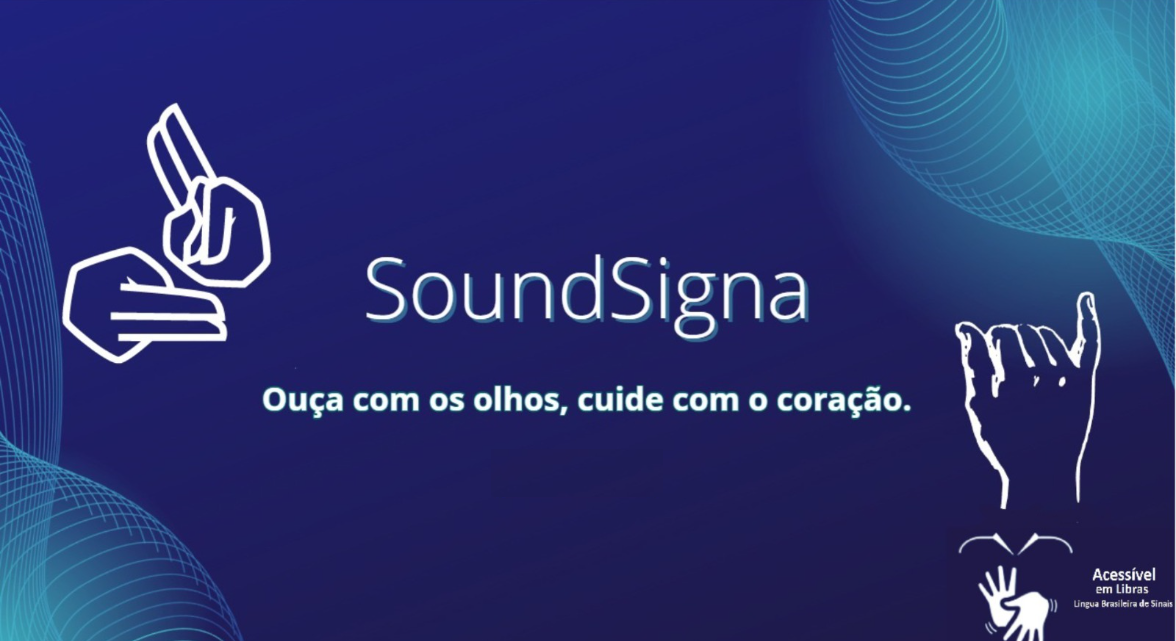 SoundSigna
Ouça com os olhos, cuide com o coração.
Acessível
em Libras
Língua Brasileira de Sinais